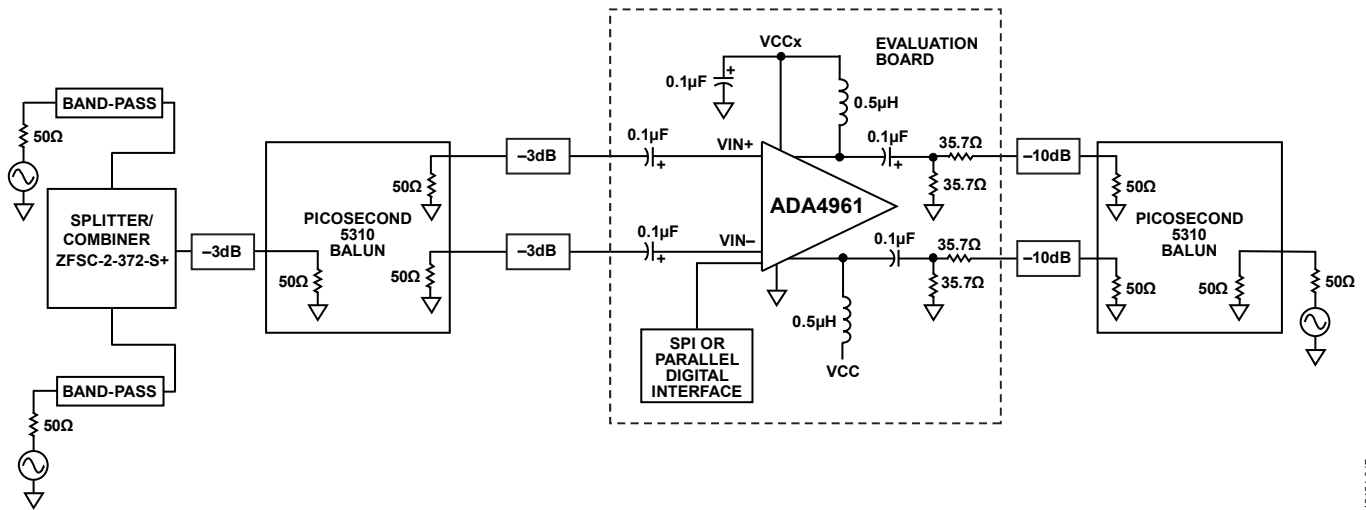 BAND-PASS
50Ω
SPLITTER/
COMBINER
ZFSC-2-372-S+
BAND-PASS
50Ω
–3dB
50Ω
PICOSECOND
5310
BALUN
50Ω
50Ω
–3dB
–3dB
EVALUATION
BOARD
VCCx
0.1µF
+
0.5µH
0.1µF
+
VIN+
0.1µF
+
35.7Ω
35.7Ω
ADA4961
0.1µF
+
VIN–
0.1µF
35.7Ω
35.7Ω
0.5µH
VCC
SPI OR
PARALLEL
DIGITAL
INTERFACE
–10dB
–10dB
50Ω
PICOSECOND
5310
BALUN
50Ω
50Ω
50Ω